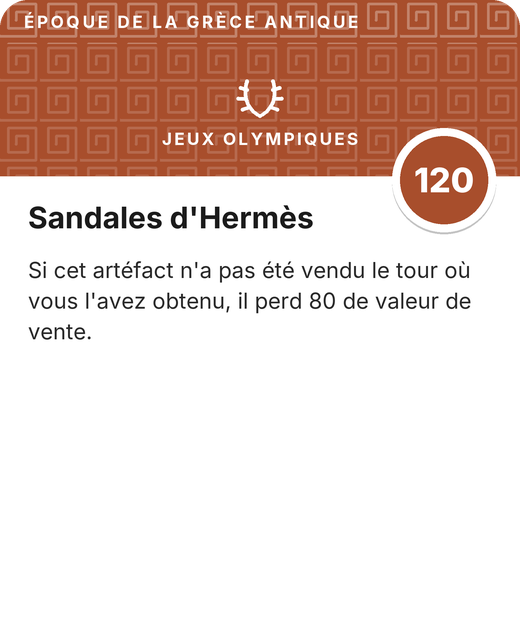 ÉPOQUE DE LA GRÈCE ANTIQUE
JEUX OLYMPIQUES
120
Sandales d'Hermès
Si cet artéfact n'a pas été vendu le tour où
vous l'avez obtenu, il perd 80 de valeur de
vente.